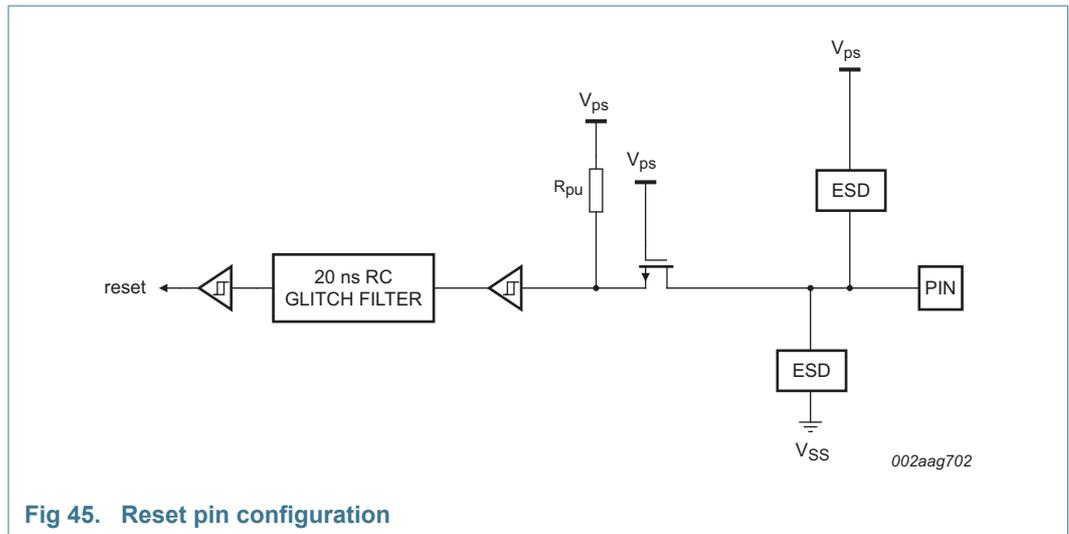 Vps
Vps
Vps
Rpu
ESD
reset
20 ns RC
GLITCH FILTER
PIN
ESD
VSS
002aag702
Fig 45. Reset pin configuration